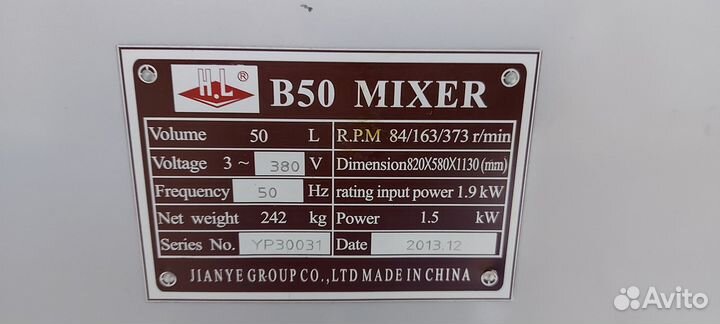 H.L ® B50 MIXER
Volume 50 L R.P.M 84/163/373 r/min
Voltage 3 ~ 380 V Dimension820X580X1130(mm)
Frequency 50 Hz rating input power 1.9 kW
Net weight 242 kg Power 1.5 kW
Series No. YP30031 Date 2013.12
JIANYE GROUP CO.,LTD MADE IN CHINA
Avito